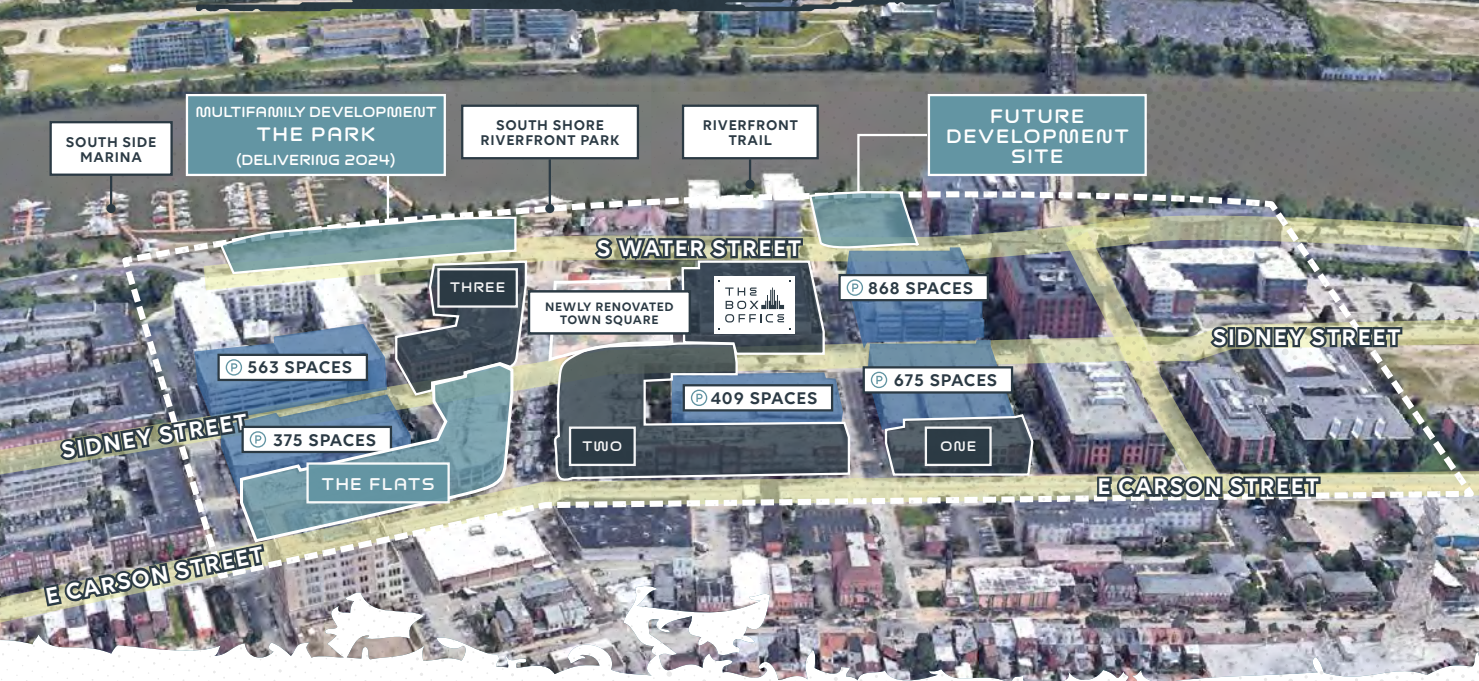 MULTIFAMILY DEVELOPMENT
THE PARK
(DELIVERING 2024)
SOUTH SIDE
MARINA
SOUTH SHORE
RIVERFRONT PARK
RIVERFRONT
TRAIL
FUTURE
DEVELOPMENT
SITE
S WATER STREET
THREE
NEWLY RENOVATED
TOWN SQUARE
THE
BOX
OFFICE
P 868 SPACES
SIDNEY STREET
P 563 SPACES
P 675 SPACES
P 409 SPACES
SIDNEY STREET
P 375 SPACES
TWO
ONE
THE FLATS
E CARSON STREET
E CARSON STREET